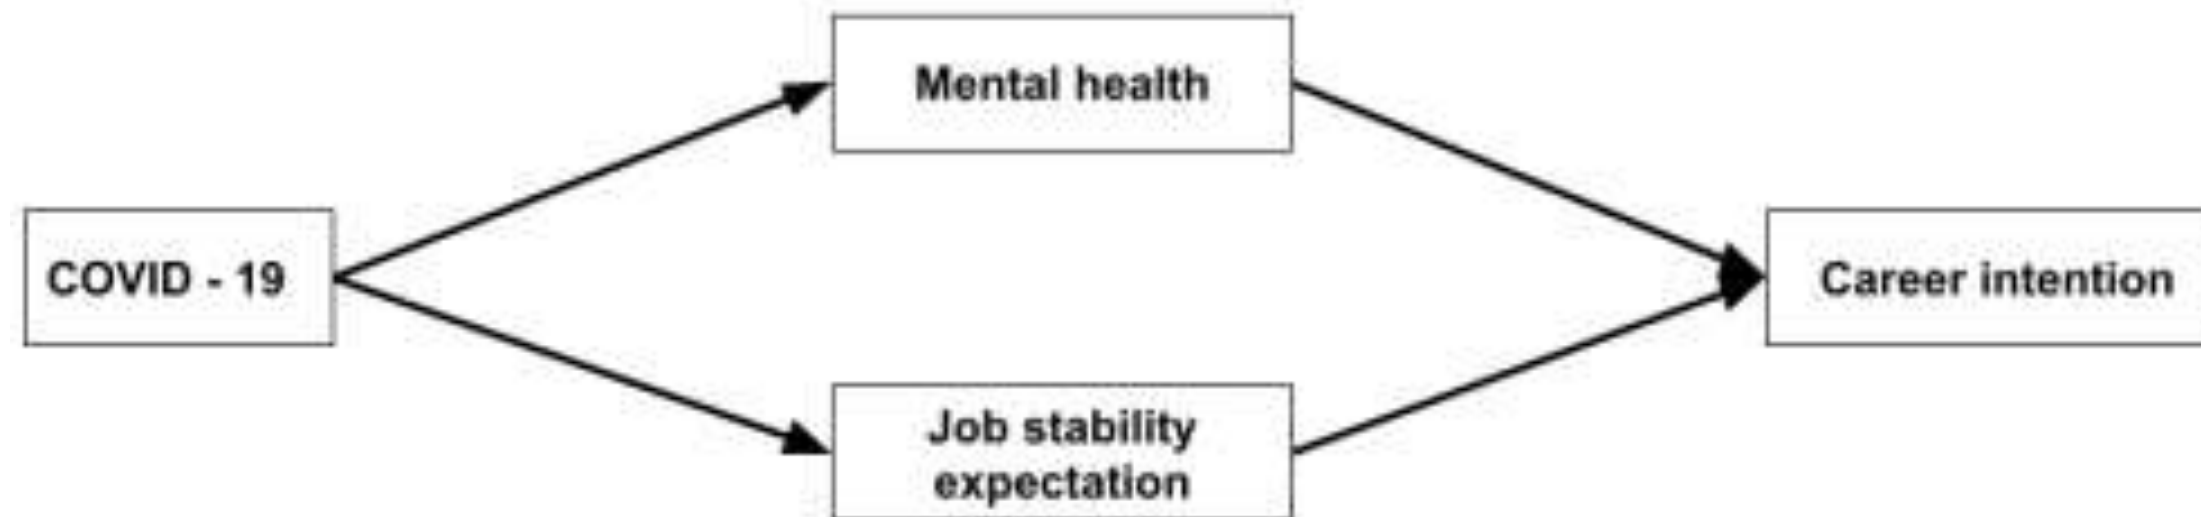 Mental health
COVID - 19
Career intention
Job stability
expectation